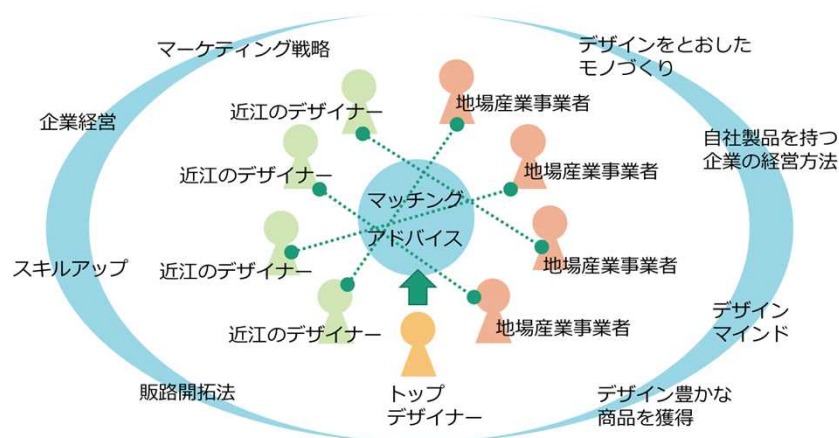 マーケティング戦略
デザインをとおした
モノづくり
企業経営
近江のデザイナー
地場産業事業者
自社製品を持つ
企業の経営方法
近江のデザイナー
地場産業事業者
マッチング
アドバイス
スキルアップ
近江のデザイナー
地場産業事業者
近江のデザイナー
地場産業事業者
デザイン
マインド
販路開拓法
トップ
デザイナー
デザイン豊かな
商品を獲得